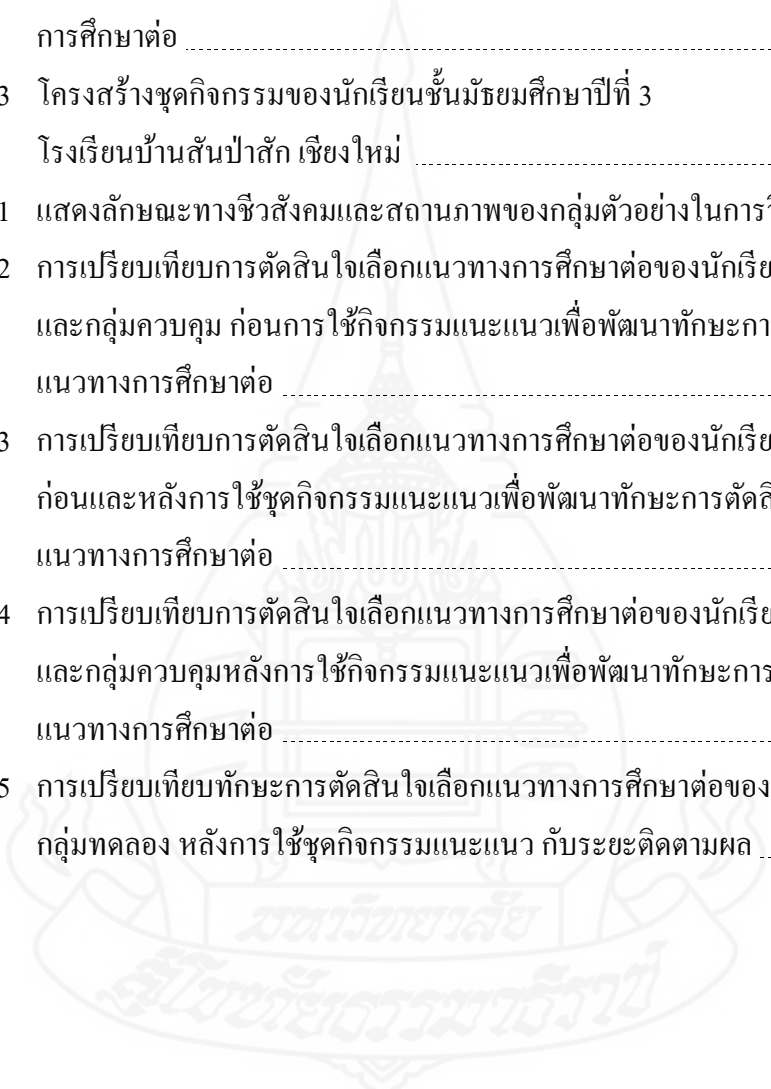 การศึกษาต่อ
3 โครงสร้างชุดกิจกรรมของนักเรียนชั้นมัธยมศึกษาปีที่ 3
โรงเรียนบ้านสันป่าสัก เชียงใหม่
1 แสดงลักษณะทางชีวสังคมและสถานภาพของกลุ่มตัวอย่างในการวิ
2 การเปรียบเทียบการตัดสินใจเลือกแนวทางการศึกษาต่อของนักเรีย
และกลุ่มควบคุม ก่อนการใช้กิจกรรมแนะแนวเพื่อพัฒนาทักษะกา
แนวทางการศึกษาต่อ
3 การเปรียบเทียบการตัดสินใจเลือกแนวทางการศึกษาต่อของนักเรีย
ก่อนและหลังการใช้ชุดกิจกรรมแนะแนวเพื่อพัฒนาทักษะการตัดสิ
แนวทางการศึกษาต่อ
4 การเปรียบเทียบการตัดสินใจเลือกแนวทางการศึกษาต่อของนักเรีย
และกลุ่มควบคุมหลังการใช้กิจกรรมแนะแนวเพื่อพัฒนาทักษะการ
แนวทางการศึกษาต่อ
5 การเปรียบเทียบทักษะการตัดสินใจเลือกแนวทางการศึกษาต่อของ
กลุ่มทดลอง หลังการใช้ชุดกิจกรรมแนะแนว กับระยะติดตามผล
มหาวิทยาลัย
สุโขทัยธรรมาธิราช